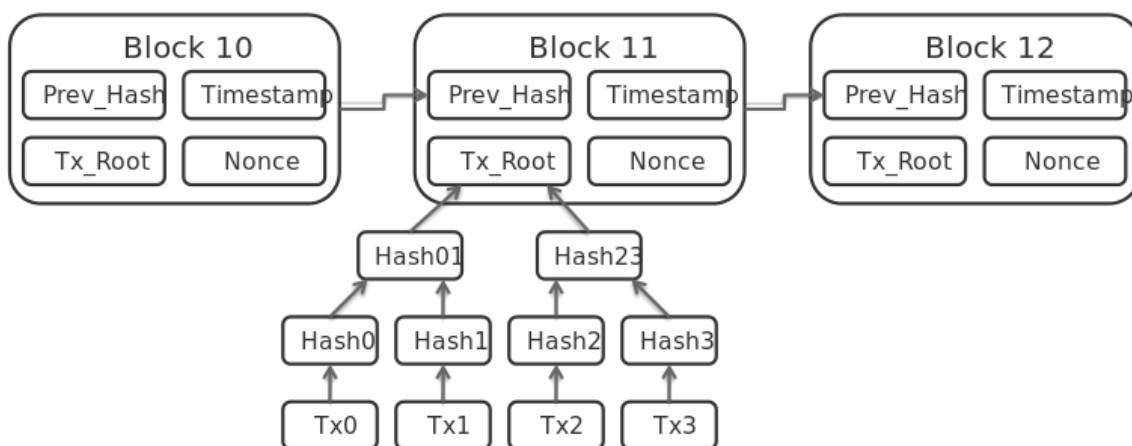 Block 10
Block 11
Block 12
Prev_Hash
Timestamp
Prev_Hash
Timestamp
Prev_Hash
Timestamp
Tx_Root
Nonce
Tx_Root
Nonce
Tx_Root
Nonce
Hash01
Hash23
Hash0
Hash1
Hash2
Hash3
Tx0
Tx1
Tx2
Tx3